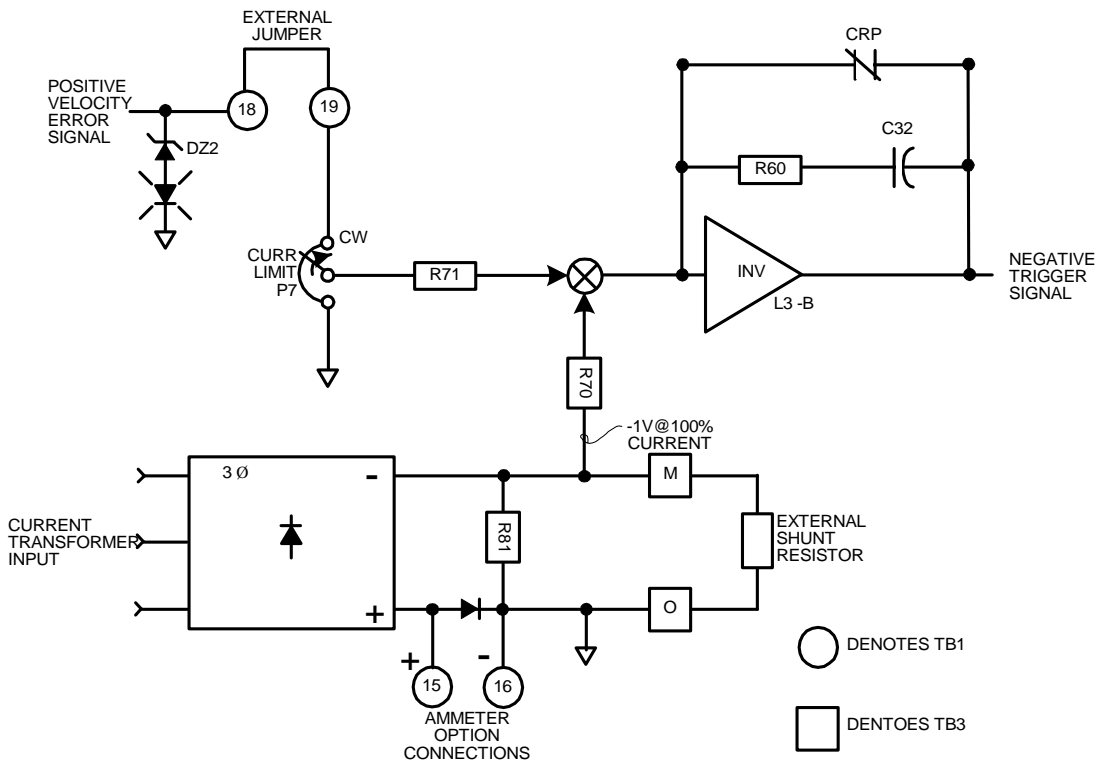 EXTERNAL
JUMPER
CRP
POSITIVE
VELOCITY
ERROR
SIGNAL
18
19
DZ2
C32
R60
CW
CURR
LIMIT
P7
R71
INV
L3 -B
NEGATIVE
TRIGGER
SIGNAL
R70
-1V@100%
CURRENT
3 Ø
-
M
CURRENT
TRANSFORMER
INPUT
R81
EXTERNAL
SHUNT
RESISTOR
+
O
+
-
15
16
AMMETER
OPTION
CONNECTIONS
DENOTES TB1
DENTOES TB3